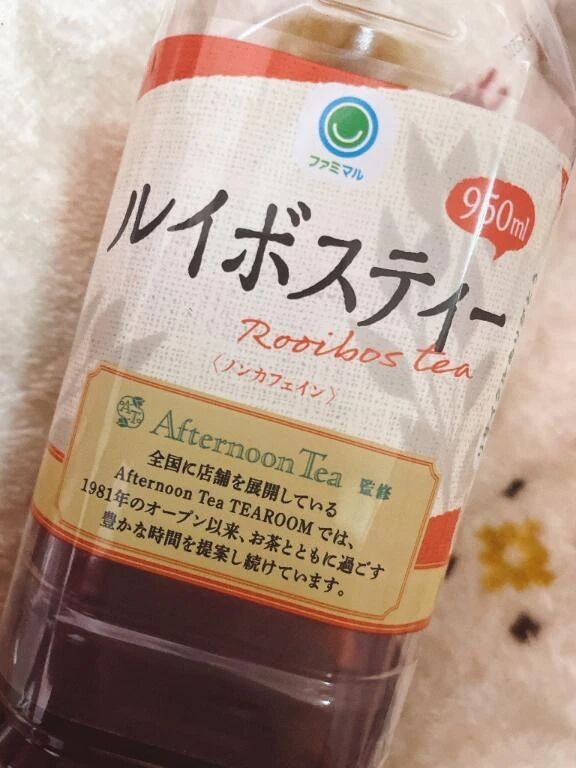 ファミマル
950ml
ルイボスティー
Rooibos tea
〈ノンカフェイン〉
A.T.
Afternoon Tea 監修
全国に店舗を展開している
Afternoon Tea TEAROOM では、
1981年のオープン以来、お茶とともに過ごす
豊かな時間を提案し続けています。